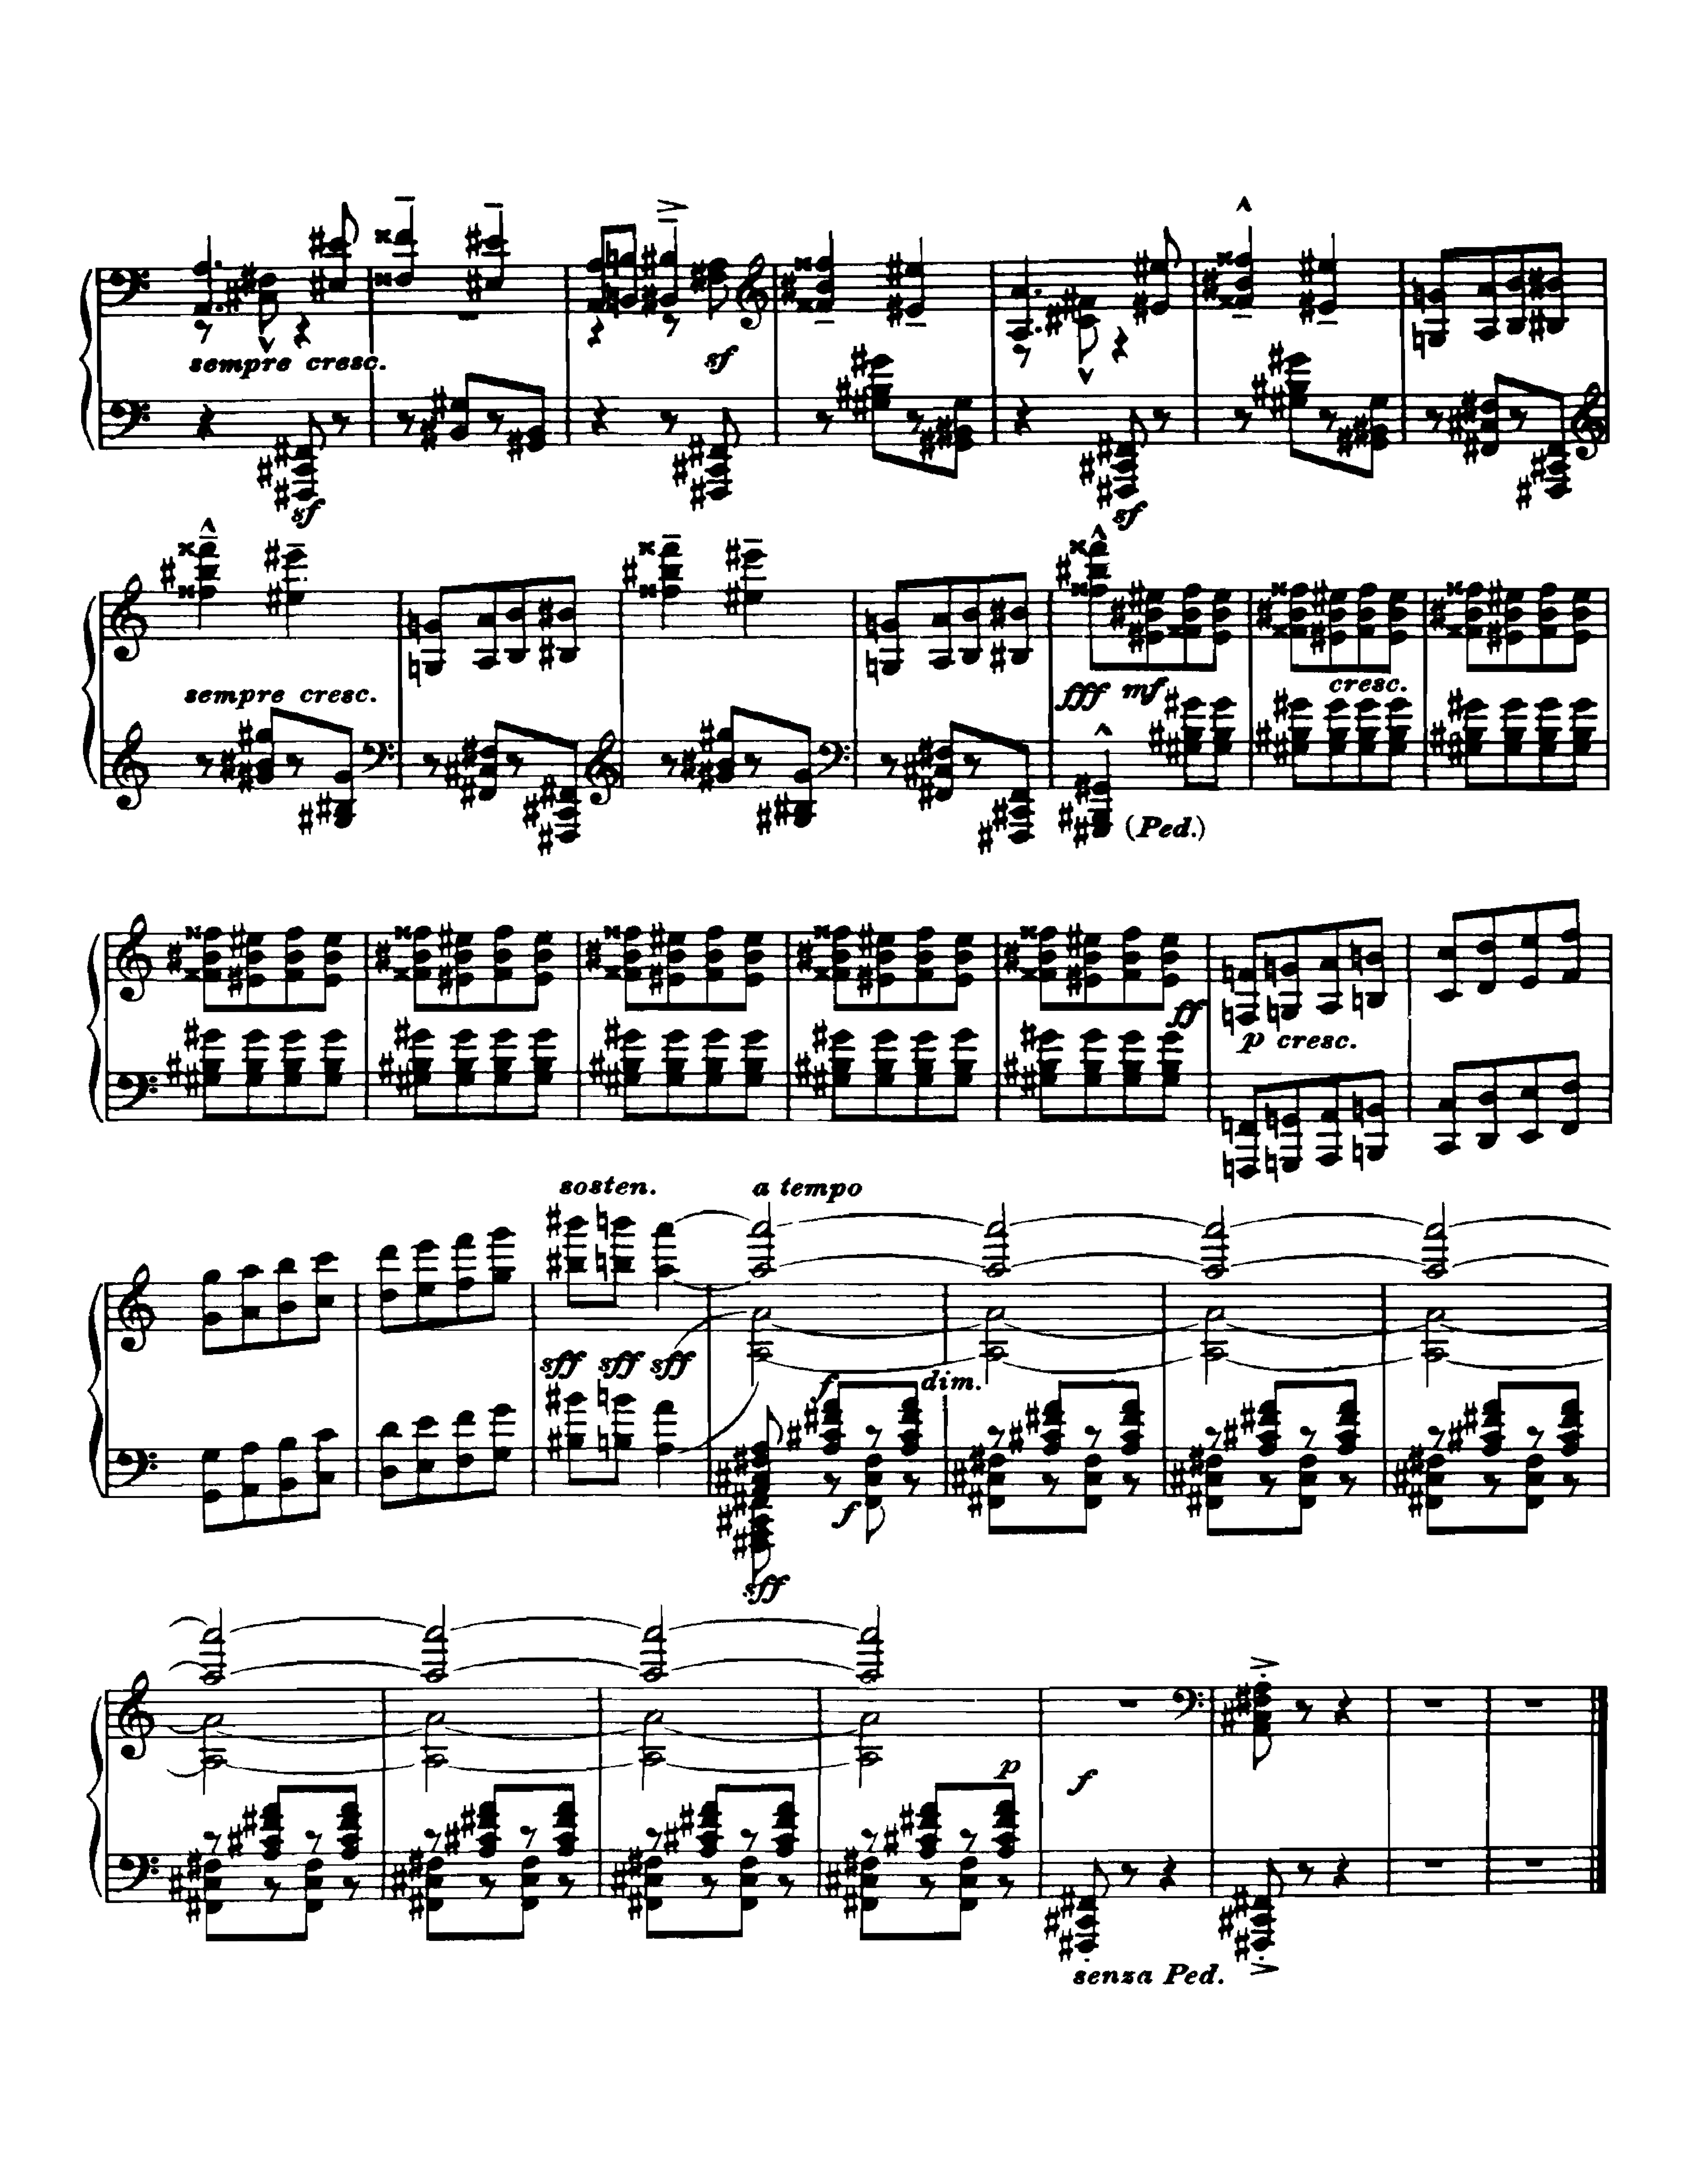 sempre cresc.
sf
sf
sf
sempre cresc.
fff mf
cresc.
(Ped.)
ff
p cresc.
sosten.
a tempo
sff sff sff
f
dim.
f
sff
p
f
senza Ped.